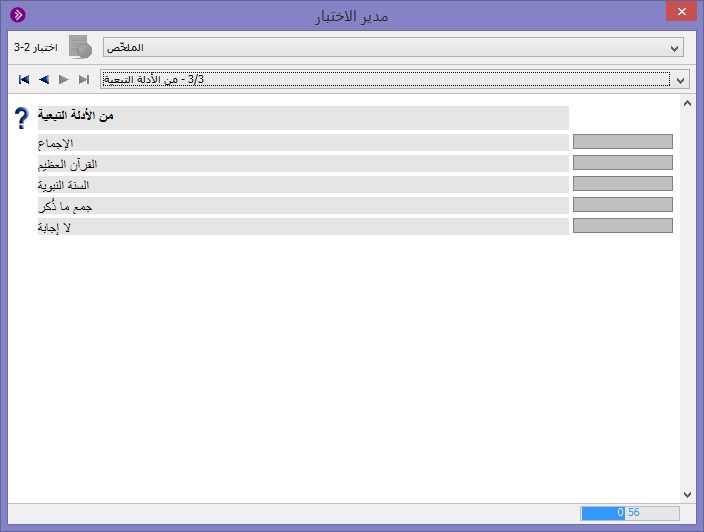 مدير الاختبار
اختبار 2-3
الملخّص
3/3 - من الأدلة التبعية
من الأدلة التبعية
الإجماع
القرآن العظيم
السنة النبوية
جمع ما ذُكر
لا إجابة
0 56